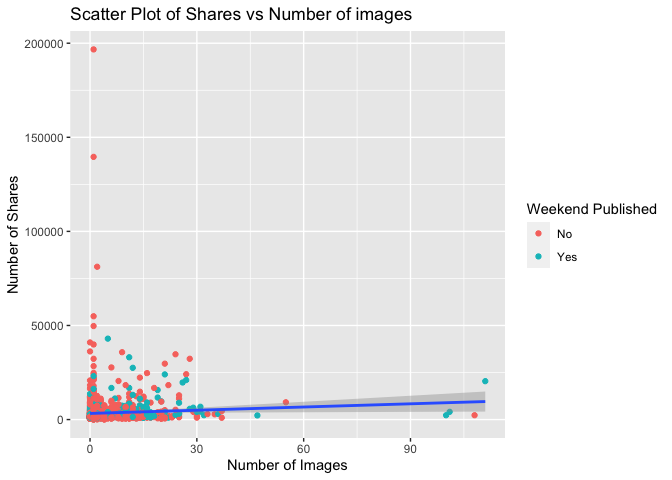 Scatter Plot of Shares vs Number of images
200000
150000
100000
50000
0
Number of Shares
0 30 60 90
Number of Images
Weekend Published
No
Yes